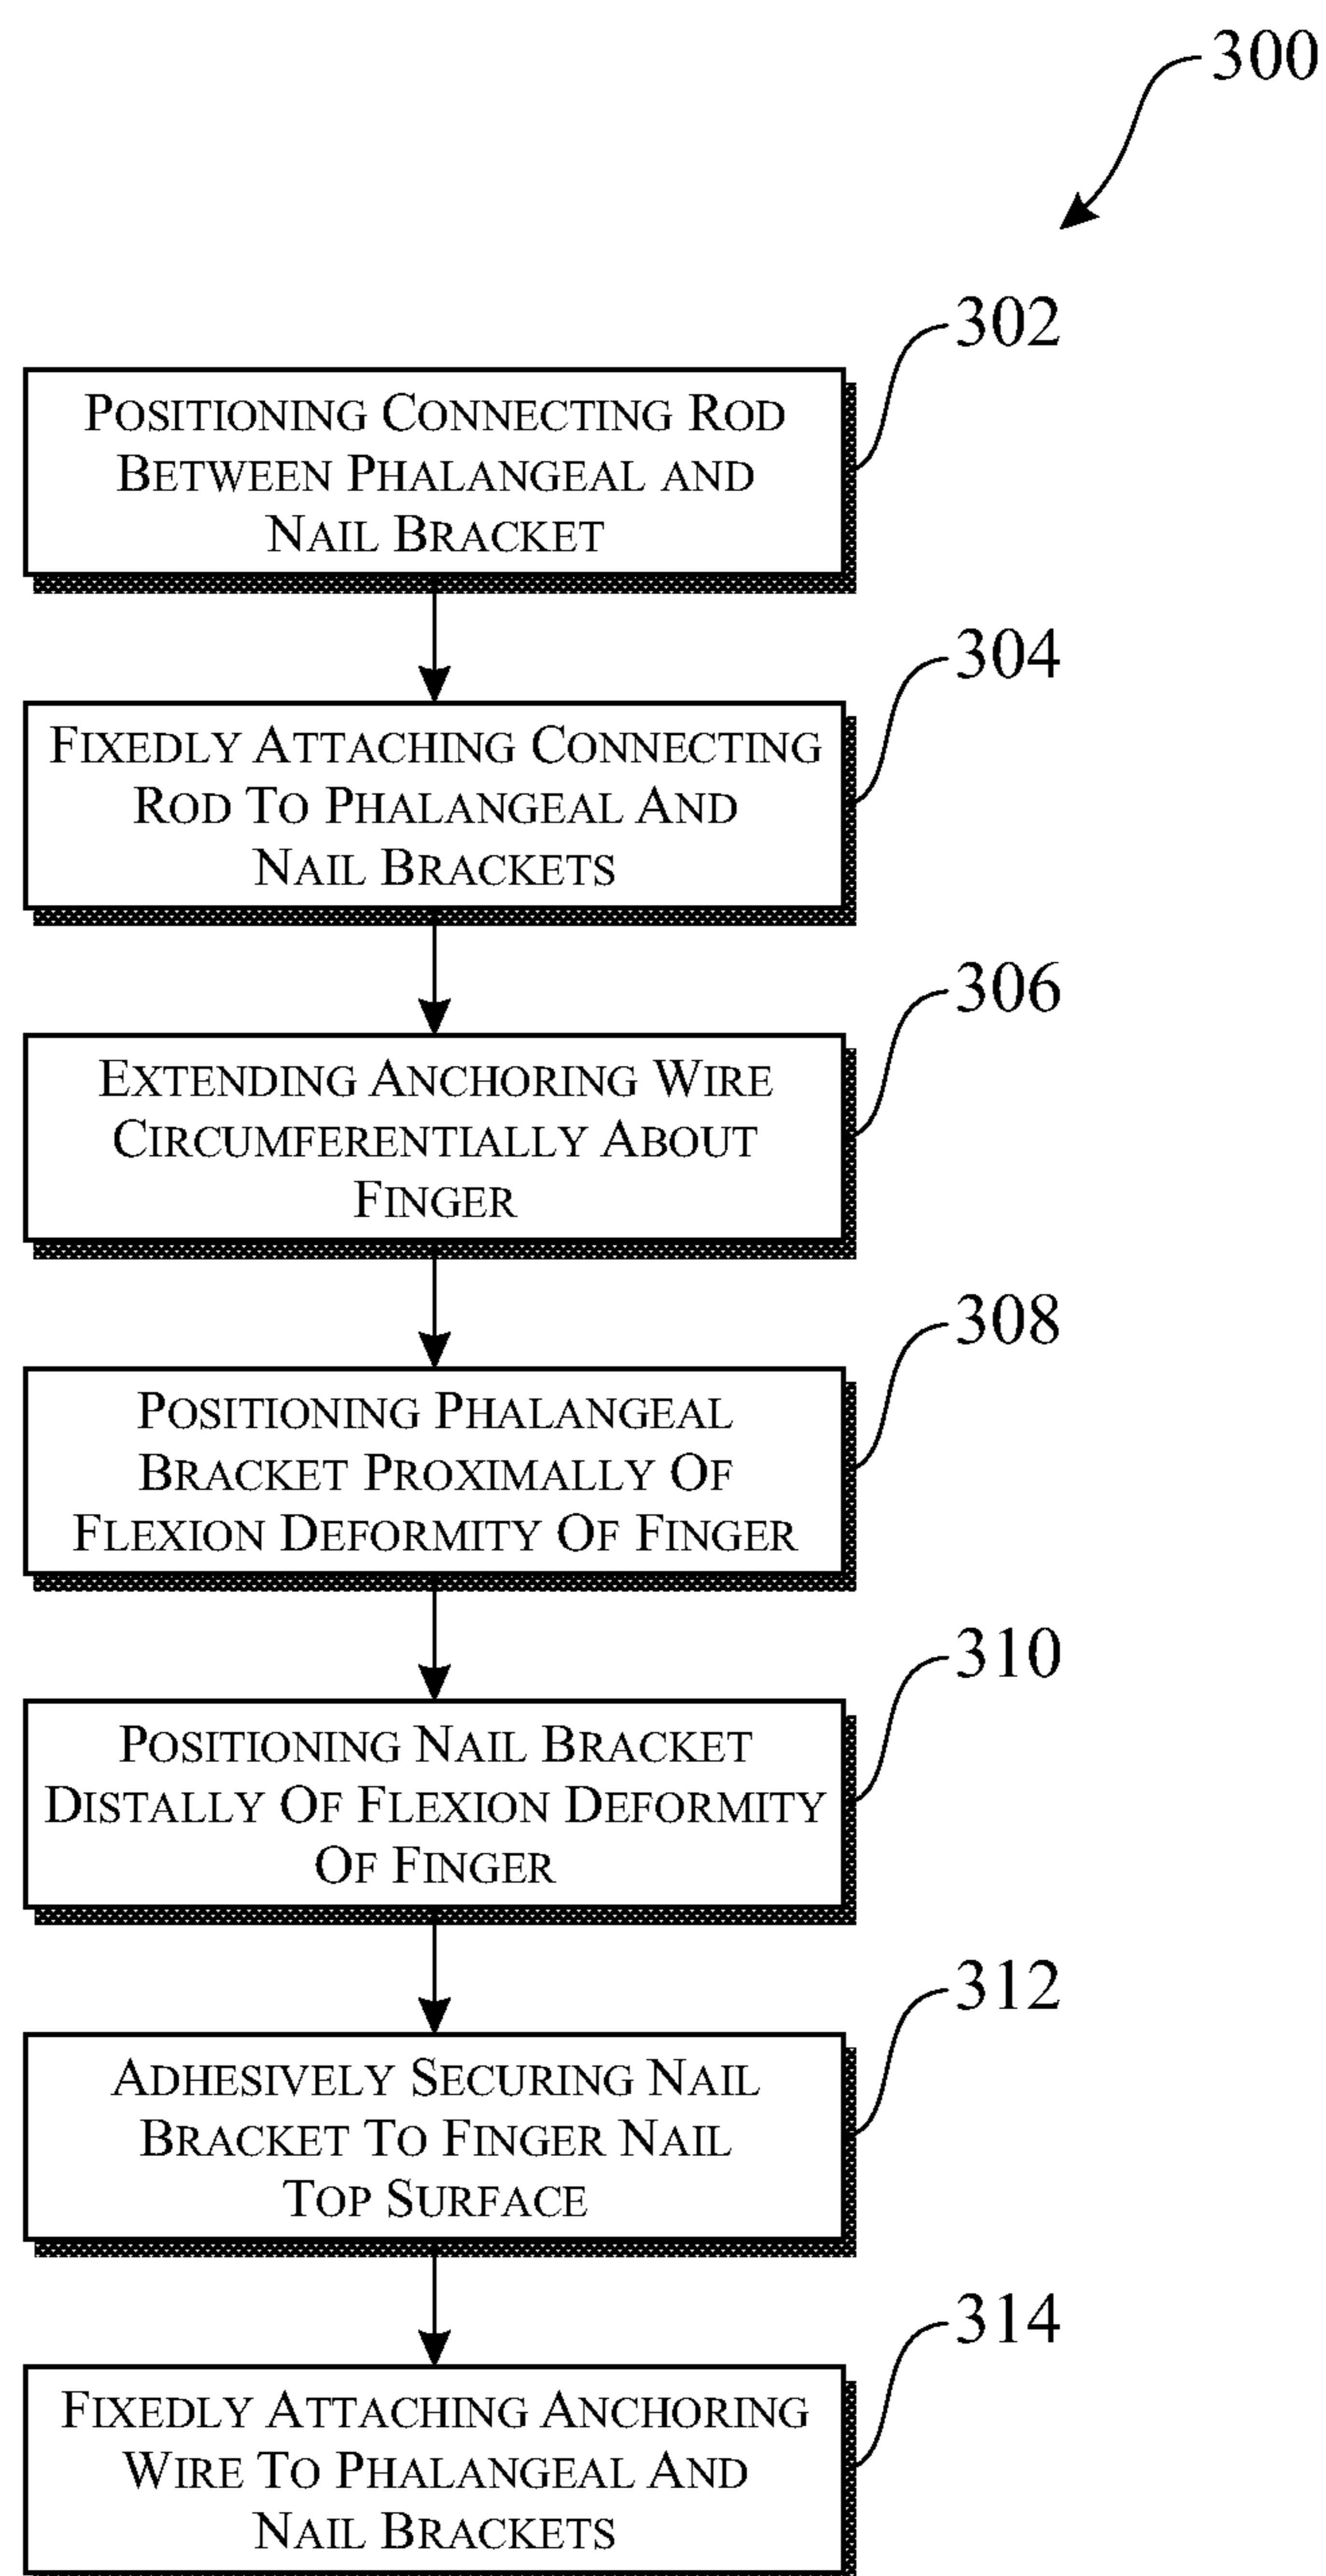 300
302
POSITIONING CONNECTING ROD
BETWEEN PHALANGEAL AND
NAIL BRACKET
304
FIXEDLY ATTACHING CONNECTING
ROD TO PHALANGEAL AND
NAIL BRACKETS
306
EXTENDING ANCHORING WIRE
CIRCUMFERENTIALLY ABOUT
FINGER
308
POSITIONING PHALANGEAL
BRACKET PROXIMALLY OF
FLEXION DEFORMITY OF FINGER
310
POSITIONING NAIL BRACKET
DISTALLY OF FLEXION DEFORMITY
OF FINGER
312
ADHESIVELY SECURING NAIL
BRACKET TO FINGER NAIL
TOP SURFACE
314
FIXEDLY ATTACHING ANCHORING
WIRE TO PHALANGEAL AND
NAIL BRACKETS